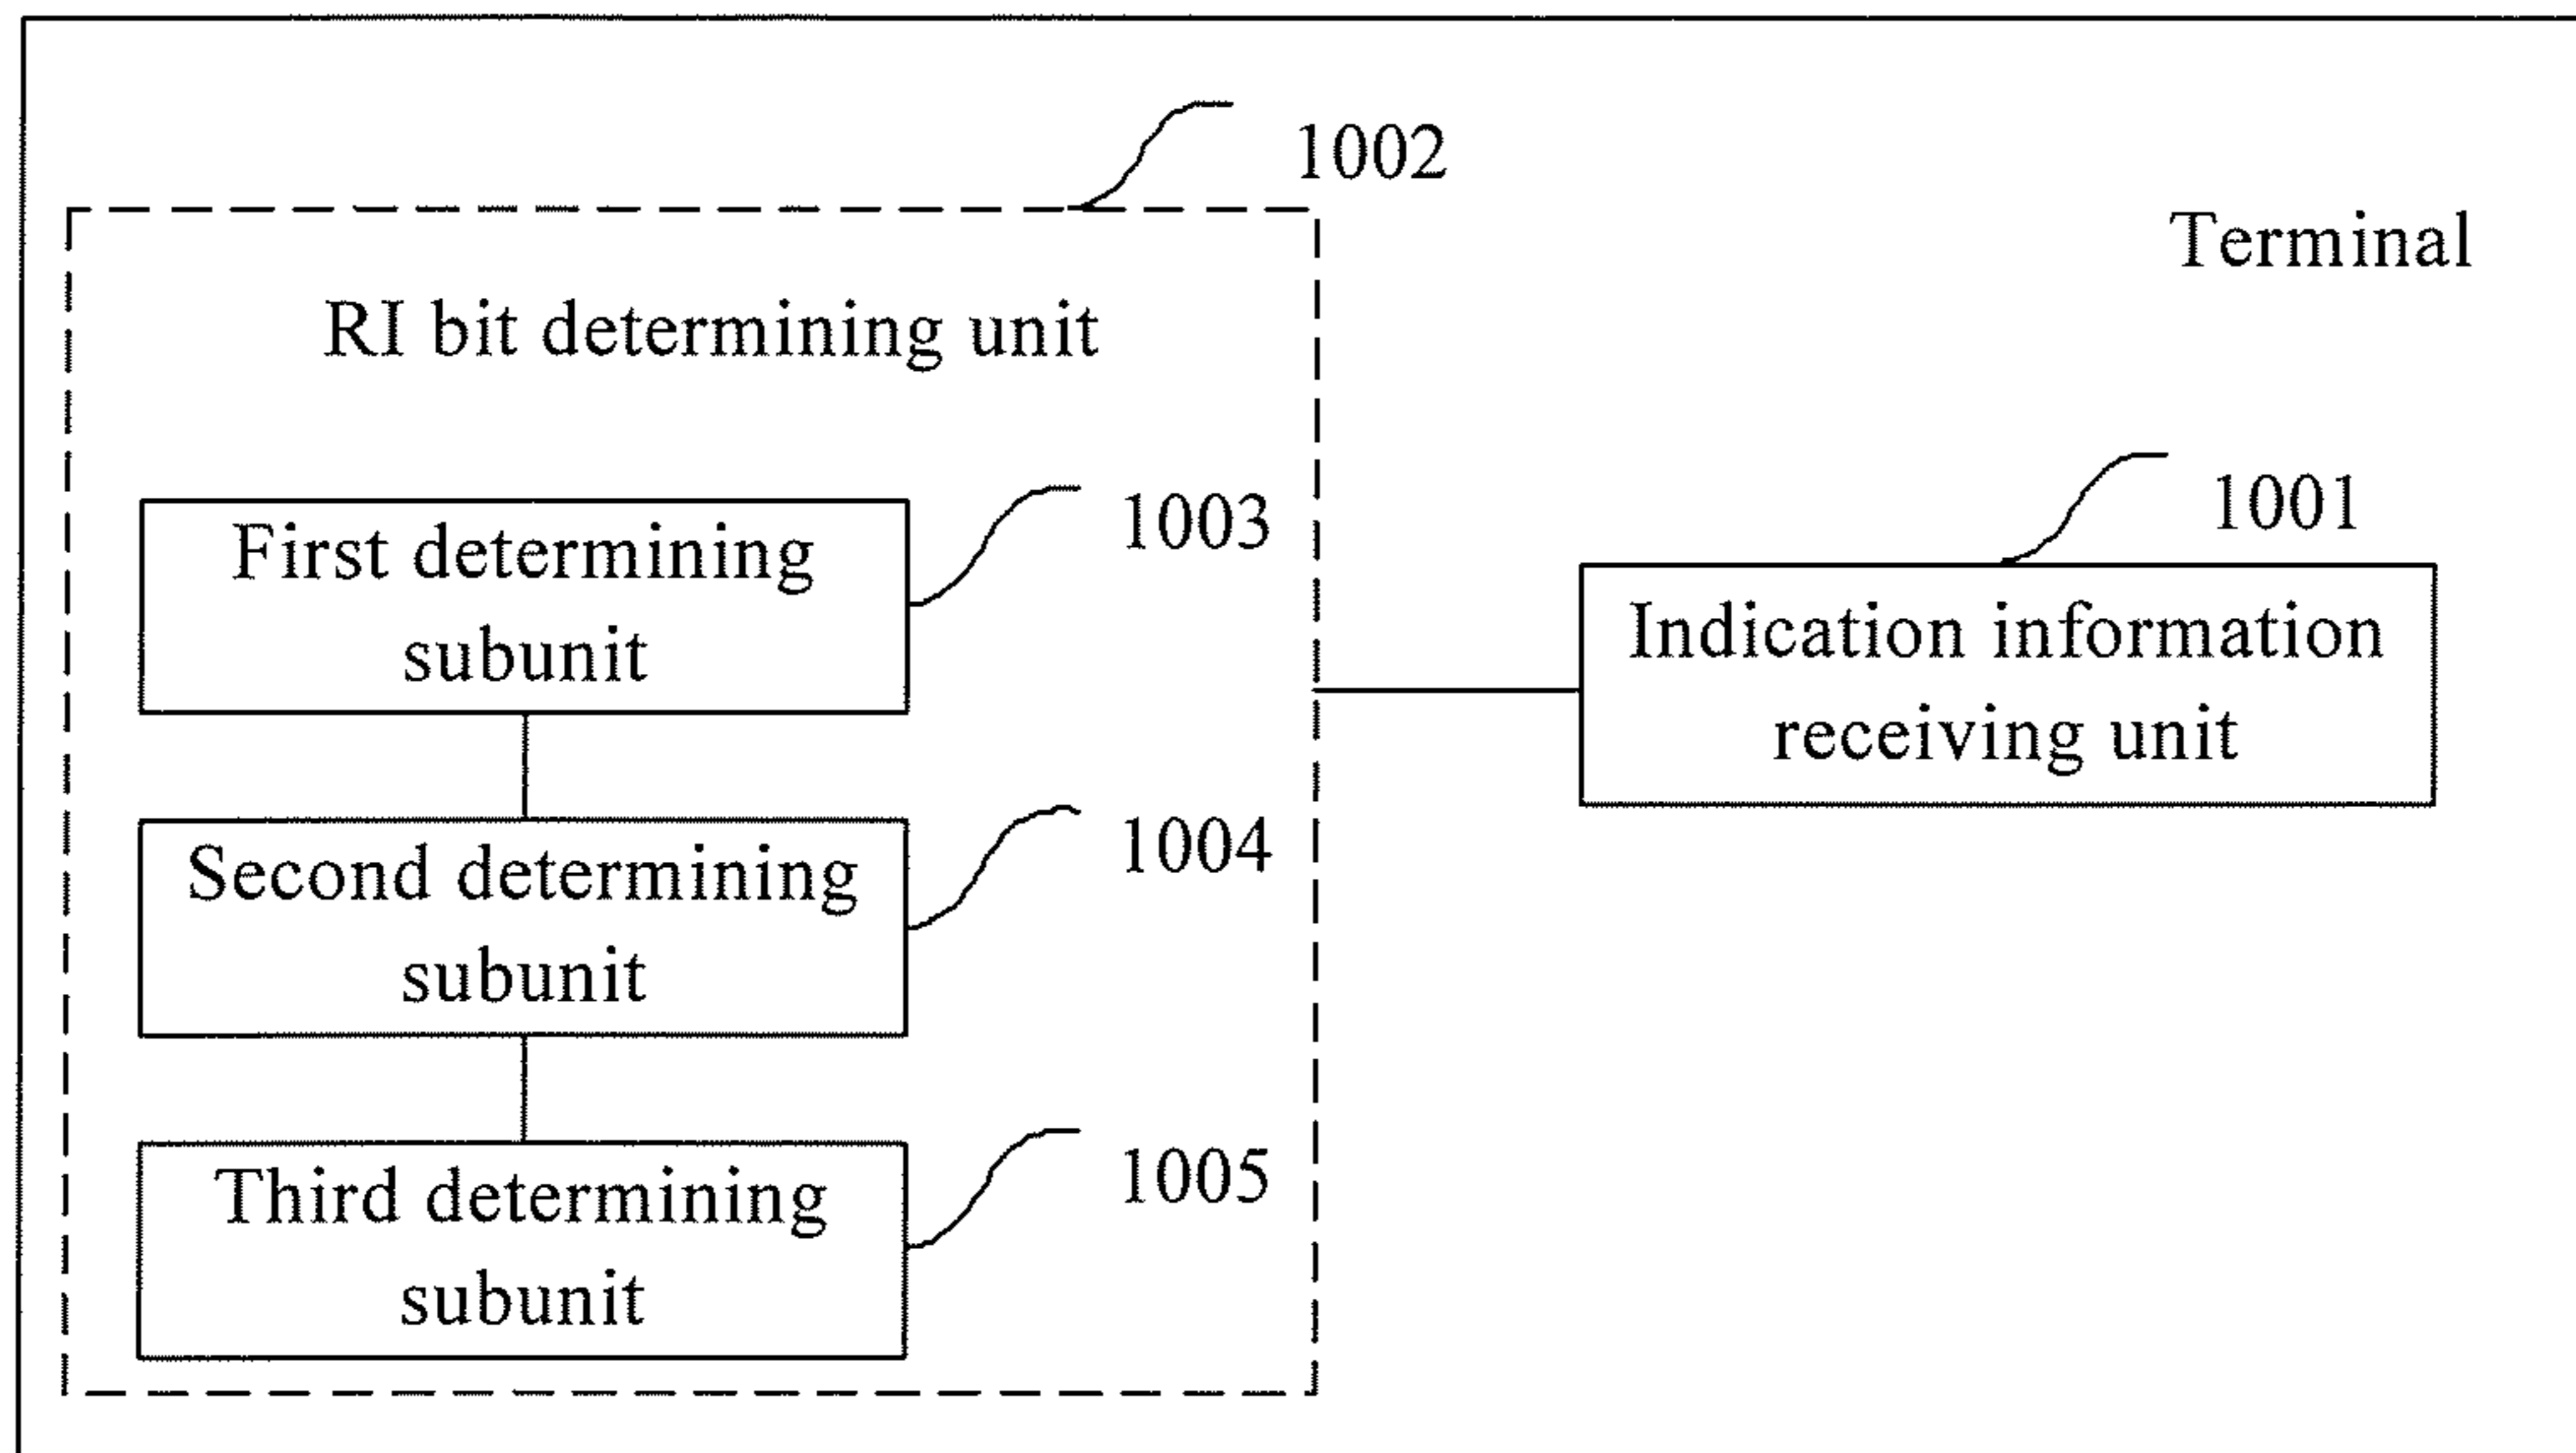 1002
Terminal
RI bit determining unit
1003
First determining
subunit
1001
Indication information
receiving unit
1004
Second determining
subunit
1005
Third determining
subunit